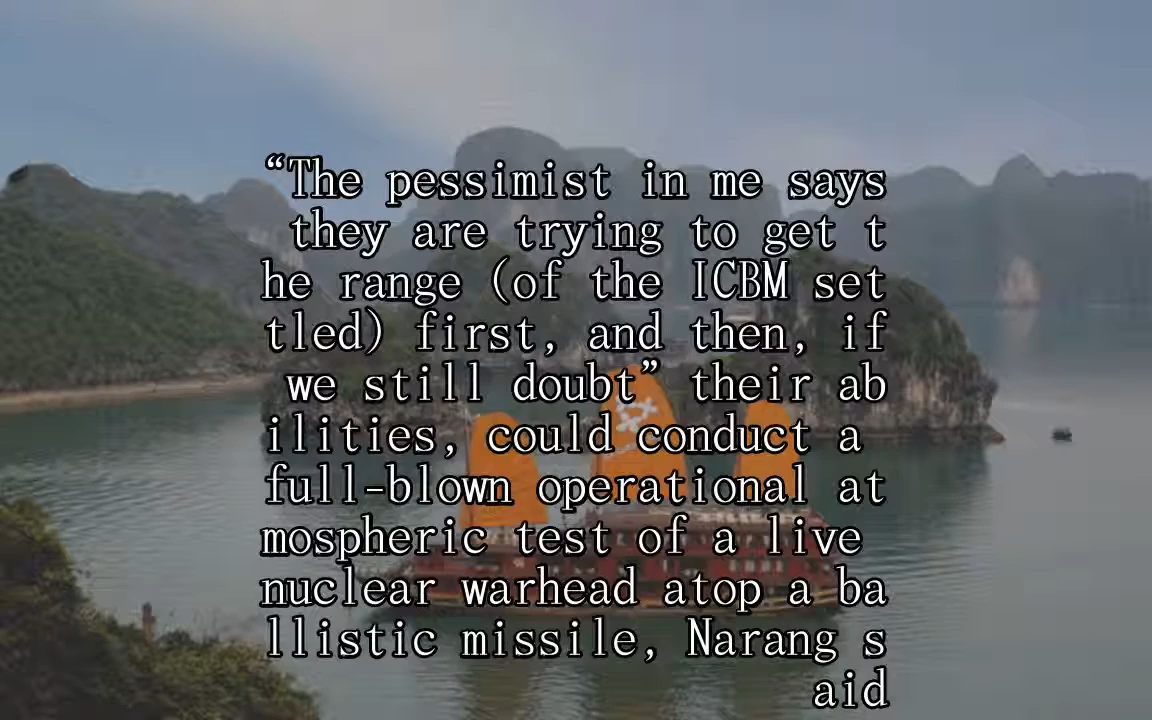 “The pessimist in me says
they are trying to get t
he range (of the ICBM set
tled) first, and then, if
we still doubt” their ab
ilities, could conduct a
full-blown operational at
mospheric test of a live
nuclear warhead atop a ba
llistic missile, Narang s
aid